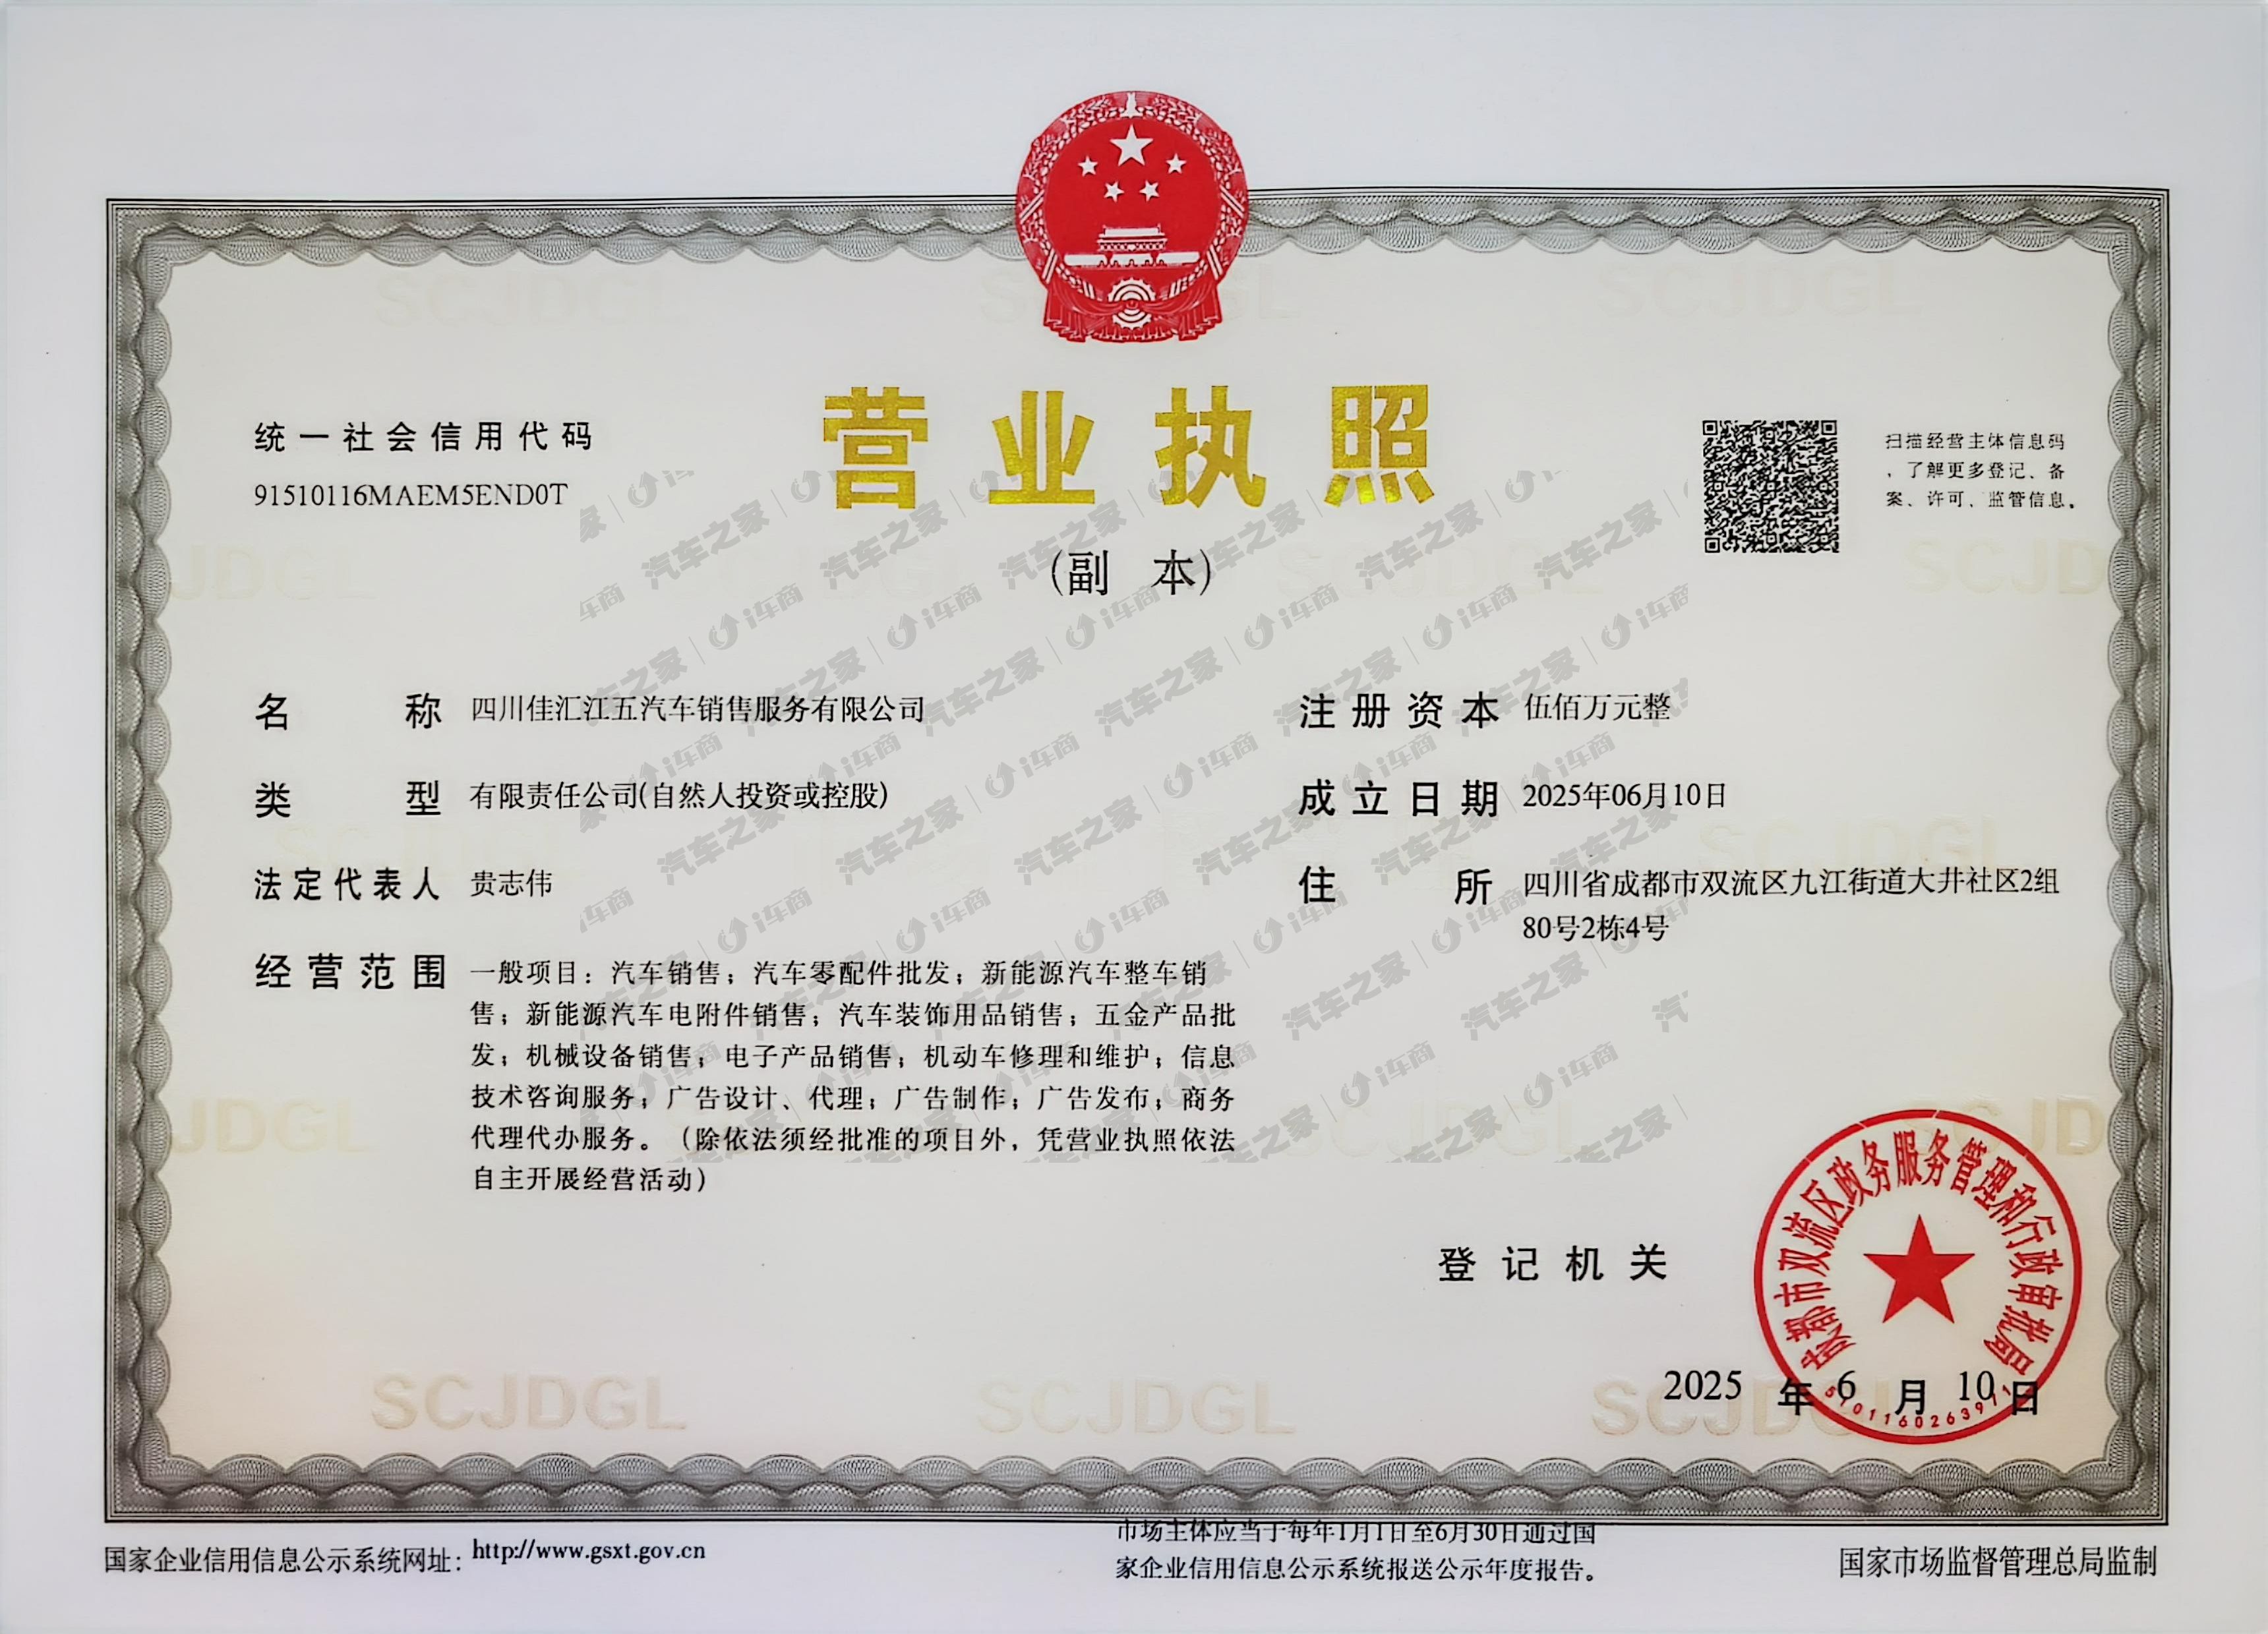 营业执照
(副 本)
统一社会信用代码
91510116MAEM5END0T
扫描经营主体信息码
，了解更多登记、备
案、许可、监管信息。
名称 四川佳汇江五汽车销售服务有限公司
类型 有限责任公司(自然人投资或控股)
法定代表人 贵志伟
经营范围 一般项目：汽车销售；汽车零配件批发；新能源汽车整车销
售；新能源汽车电附件销售；汽车装饰用品销售；五金产品批
发；机械设备销售；电子产品销售；机动车修理和维护；信息
技术咨询服务；广告设计、代理；广告制作；广告发布；商务
代理代办服务。（除依法须经批准的项目外，凭营业执照依法
自主开展经营活动）
注册资本 伍佰万元整
成立日期 2025年06月10日
住所 四川省成都市双流区九江街道大井社区2组
80号2栋4号
登记机关
成都市双流区政务服务管理和行政审批局
2025 年 6 月 10 日
国家企业信用信息公示系统网址：http://www.gsxt.gov.cn
市场主体应当于每年1月1日至6月30日通过国
家企业信用信息公示系统报送公示年度报告。
国家市场监督管理总局监制
SCJDGL
汽车之家 | i车商